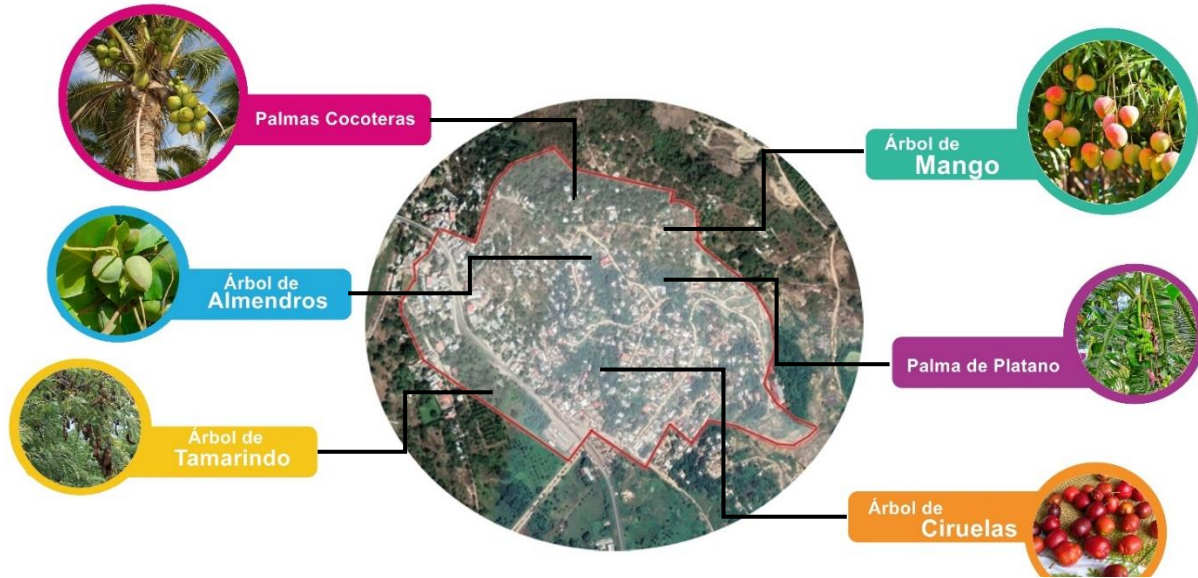 Palmas Cocoteras
Árbol de
Mango
Árbol de
Almendros
Palma de Platano
Árbol de
Tamarindo
Árbol de
Ciruelas